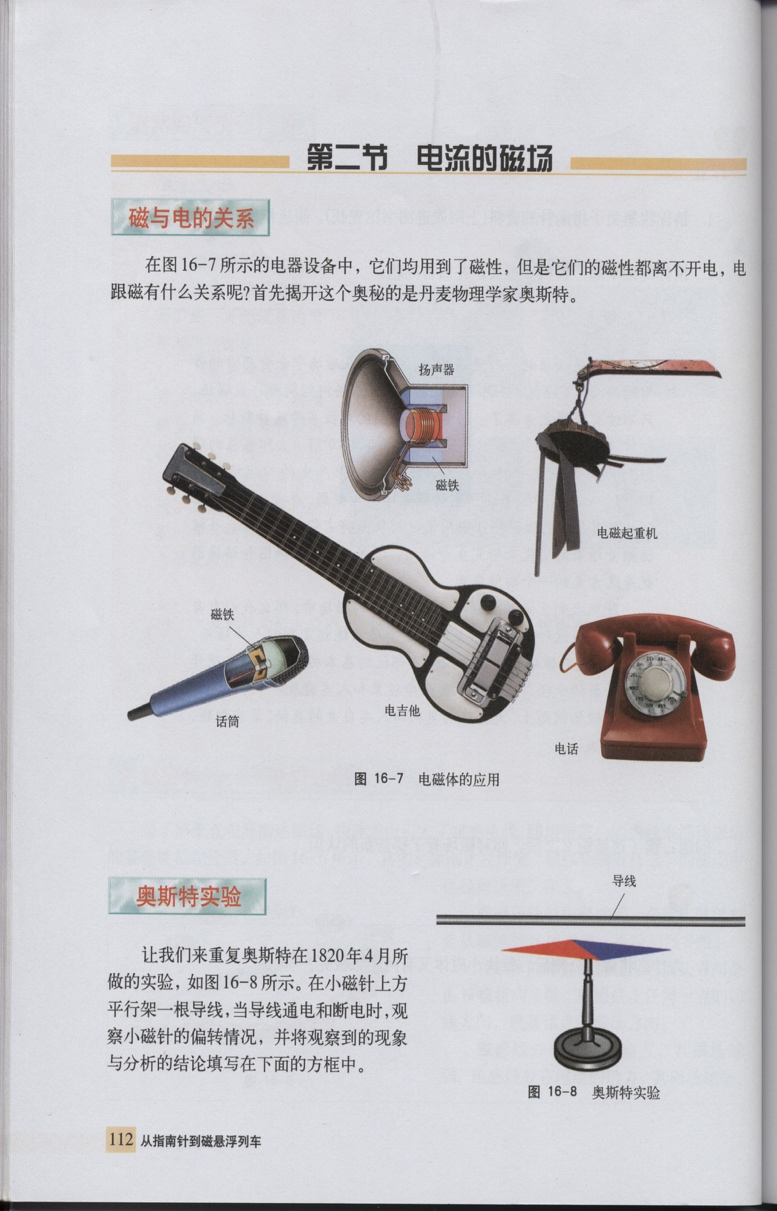 第二节 电流的磁场
磁与电的关系
在图16-7所示的电器设备中，它们均用到了磁性，但是它们的磁性都离不开电，电
跟磁有什么关系呢?首先揭开这个奥秘的是丹麦物理学家奥斯特。
扬声器
磁铁
电磁起重机
磁铁
话筒
电吉他
电话
图 16-7 电磁体的应用
奥斯特实验
导线
让我们来重复奥斯特在1820年4月所
做的实验，如图16-8所示。在小磁针上方
平行架一根导线，当导线通电和断电时，观
察小磁针的偏转情况，并将观察到的现象
与分析的结论填写在下面的方框中。
图 16-8 奥斯特实验
112 从指南针到磁悬浮列车